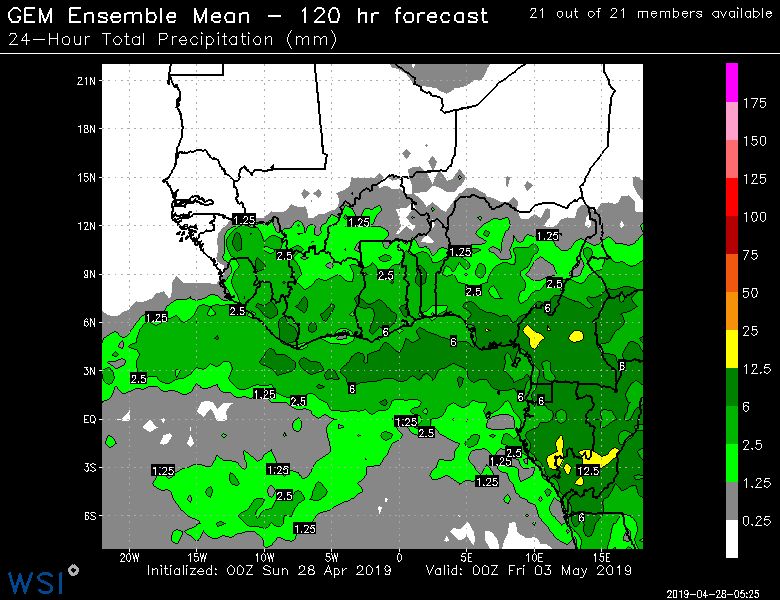 GEM Ensemble Mean – 120 hr forecast
21 out of 21 members available
24–Hour Total Precipitation (mm)
21N
18N
15N
12N
9N
6N
3N
EQ
3S
6S
20W 15W 10W 5W 0 5E 10E 15E
1.25
1.25
1.25
1.25
2.5
2.5
2.5
2.5
1.25
2.5
6
6
6
6
2.5
1.25
2.5
6
6
6
1.25
2.5
2.5
1.25
1.25
1.25
1.25
12.5
2.5
6
1.25
175
150
125
100
75
50
25
12.5
6
2.5
1.25
0.25
Initialized: 00Z Sun 28 Apr 2019
Valid: 00Z Fri 03 May 2019
WSI
2019-04-28-05:25